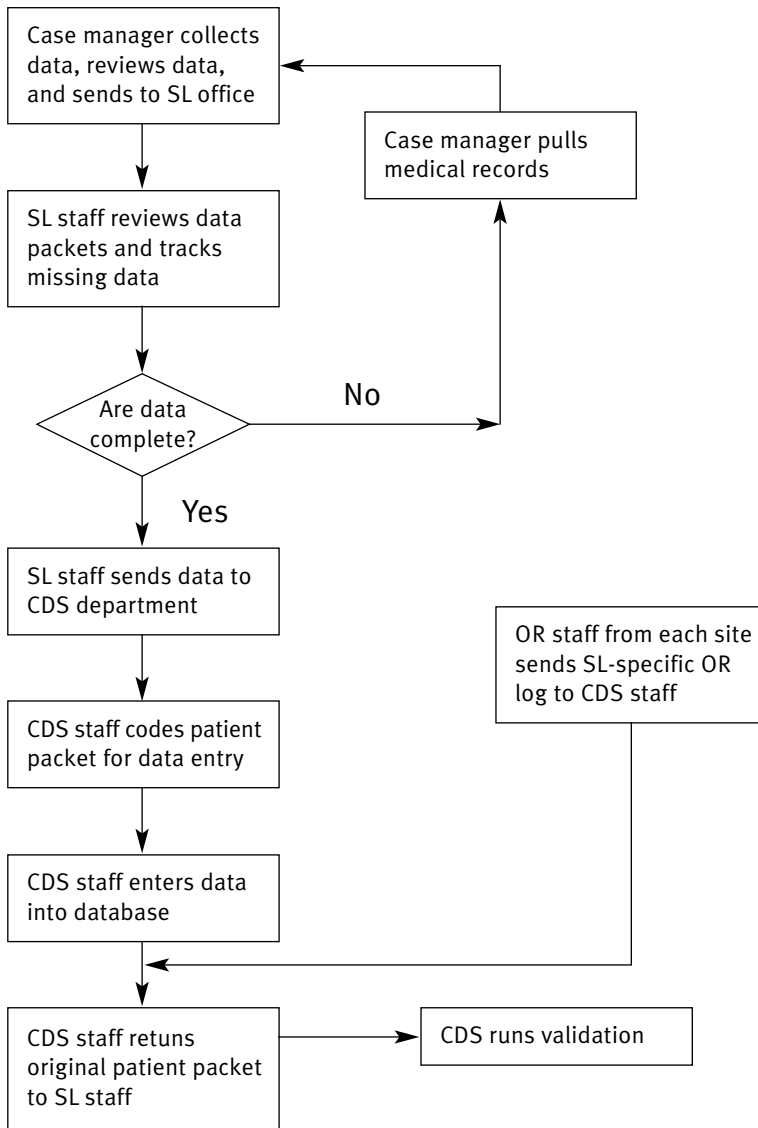 Case manager collects
data, reviews data,
and sends to SL office
Case manager pulls
medical records
SL staff reviews data
packets and tracks
missing data
Are data
complete?
No
Yes
SL staff sends data to
CDS department
OR staff from each site
sends SL-specific OR
log to CDS staff
CDS staff codes patient
packet for data entry
CDS staff enters data
into database
CDS staff retuns
original patient packet
to SL staff
CDS runs validation